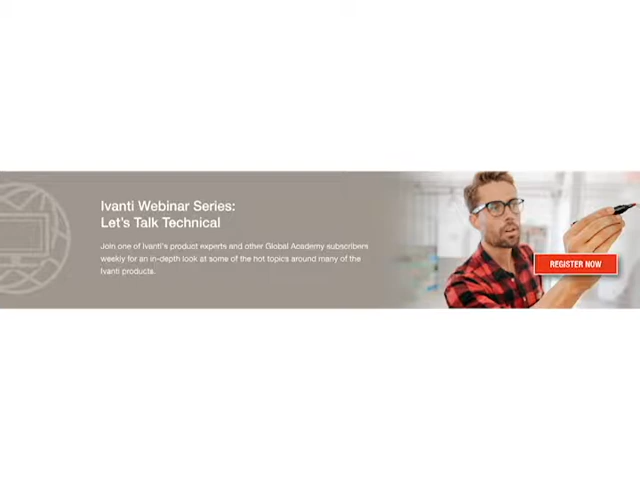 Ivanti Webinar Series:
Let's Talk Technical
Join one of Ivanti's product experts and other Global Academy subscribers
weekly for an in-depth look at some of the hot topics around many of the
Ivanti products.
REGISTER NOW